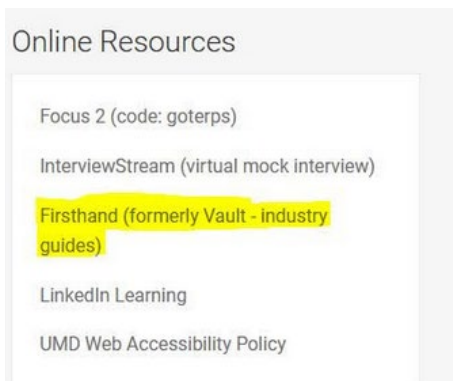 Online Resources
Focus 2 (code: goterps)
InterviewStream (virtual mock interview)
Firsthand (formerly Vault - industry
guides)
LinkedIn Learning
UMD Web Accessibility Policy